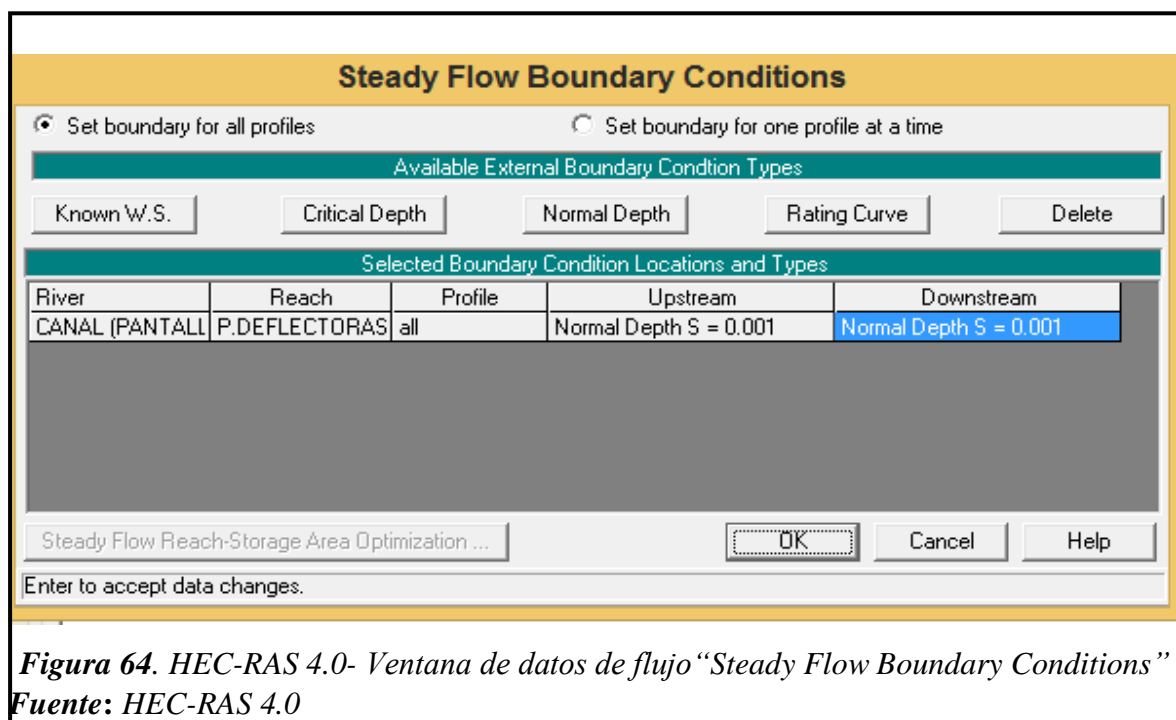 Steady Flow Boundary Conditions
Set boundary for all profiles Set boundary for one profile at a time
Available External Boundary Condtion Types
Known W.S. Critical Depth Normal Depth Rating Curve Delete
Selected Boundary Condition Locations and Types
River Reach Profile Upstream Downstream
CANAL (PANTALL P.DEFLECTORAS all Normal Depth S = 0.001 Normal Depth S = 0.001
Steady Flow Reach-Storage Area Optimization ... OK Cancel Help
Enter to accept data changes.
Figura 64. HEC-RAS 4.0- Ventana de datos de flujo“Steady Flow Boundary Conditions”
Fuente: HEC-RAS 4.0